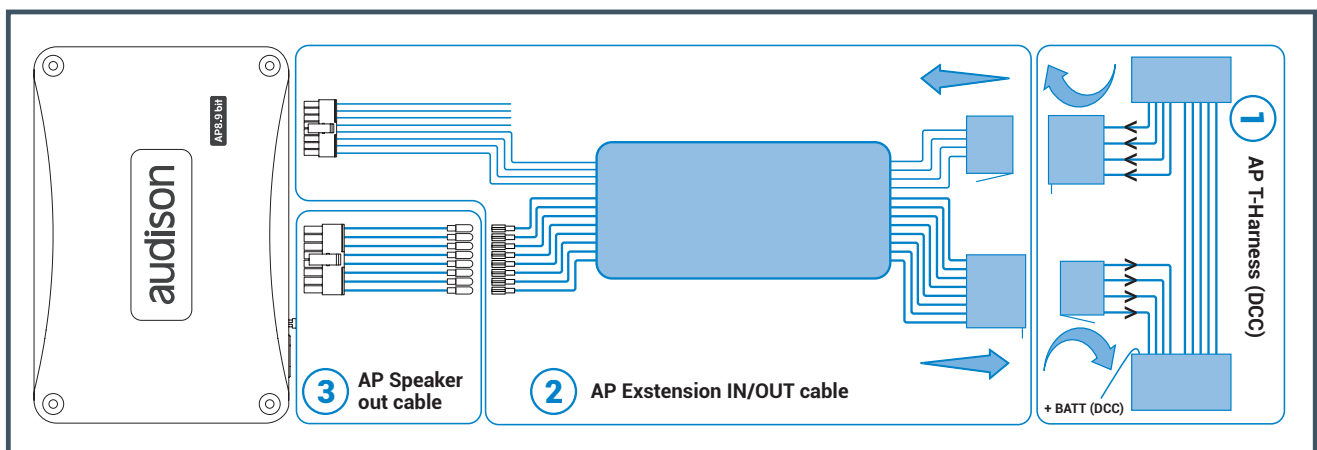 AP8.9 bit
audison
3
AP Speaker
out cable
2
AP Exstension IN/OUT cable
1
AP T-Harness (DCC)
+ BATT (DCC)